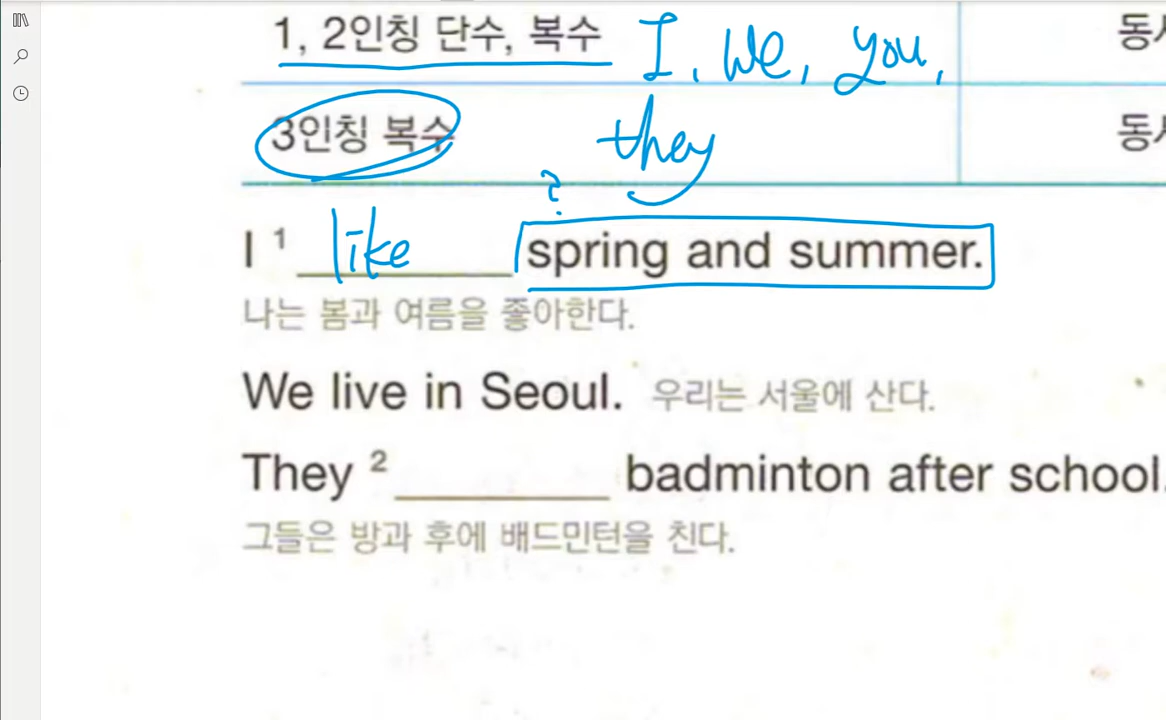 1, 2인칭 단수, 복수 I, we, you,
3인칭 복수 they
?
I ¹ like spring and summer.
나는 봄과 여름을 좋아한다.
We live in Seoul. 우리는 서울에 산다.
They ² badminton after school.
그들은 방과 후에 배드민턴을 친다.